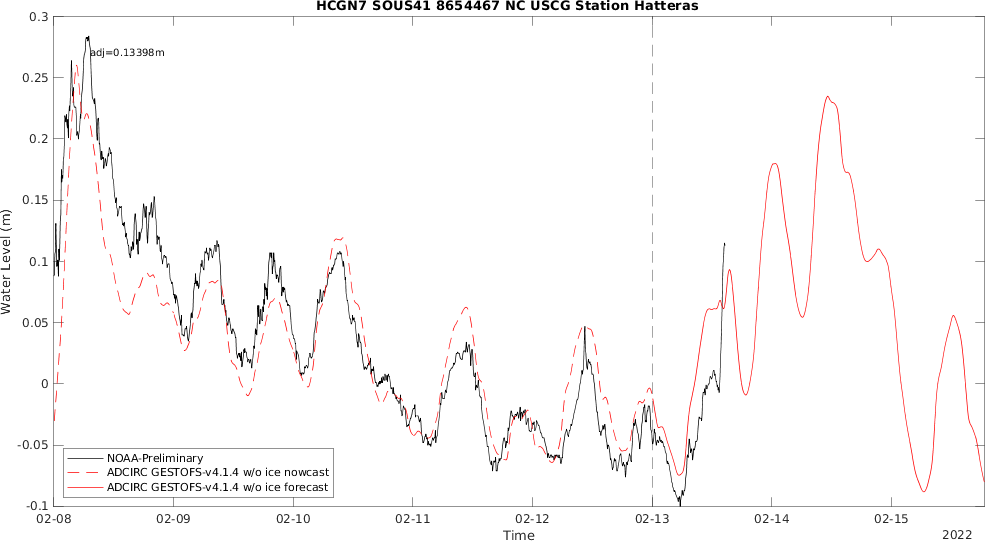 HCGN7 SOUS41 8654467 NC USCG Station Hatteras
0.3
adj=0.13398m
0.25
0.2
0.15
0.1
0.05
0
-0.05
-0.1
Water Level (m)
NOAA-Preliminary
ADCIRC GESTOFS-v4.1.4 w/o ice nowcast
ADCIRC GESTOFS-v4.1.4 w/o ice forecast
02-08 02-09 02-10 02-11 02-12 02-13 02-14 02-15
Time
2022